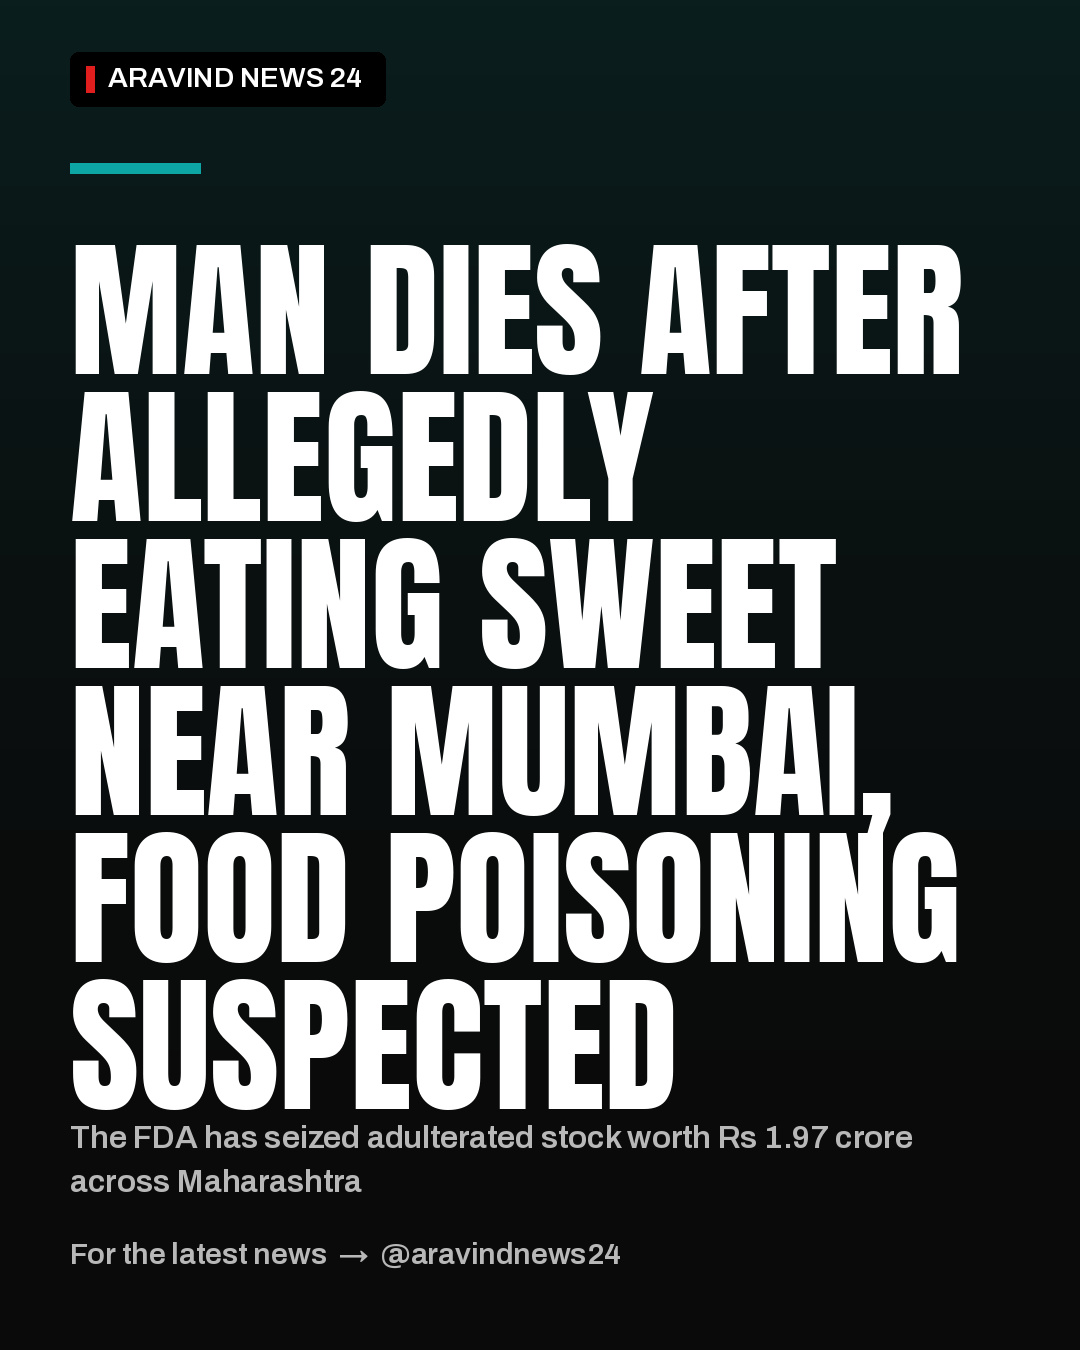 ARAVIND NEWS 24
MAN DIES AFTER
ALLEGEDLY
EATING SWEET
NEAR MUMBAI,
FOOD POISONING
SUSPECTED
The FDA has seized adulterated stock worth Rs 1.97 crore
across Maharashtra
For the latest news → @aravindnews24